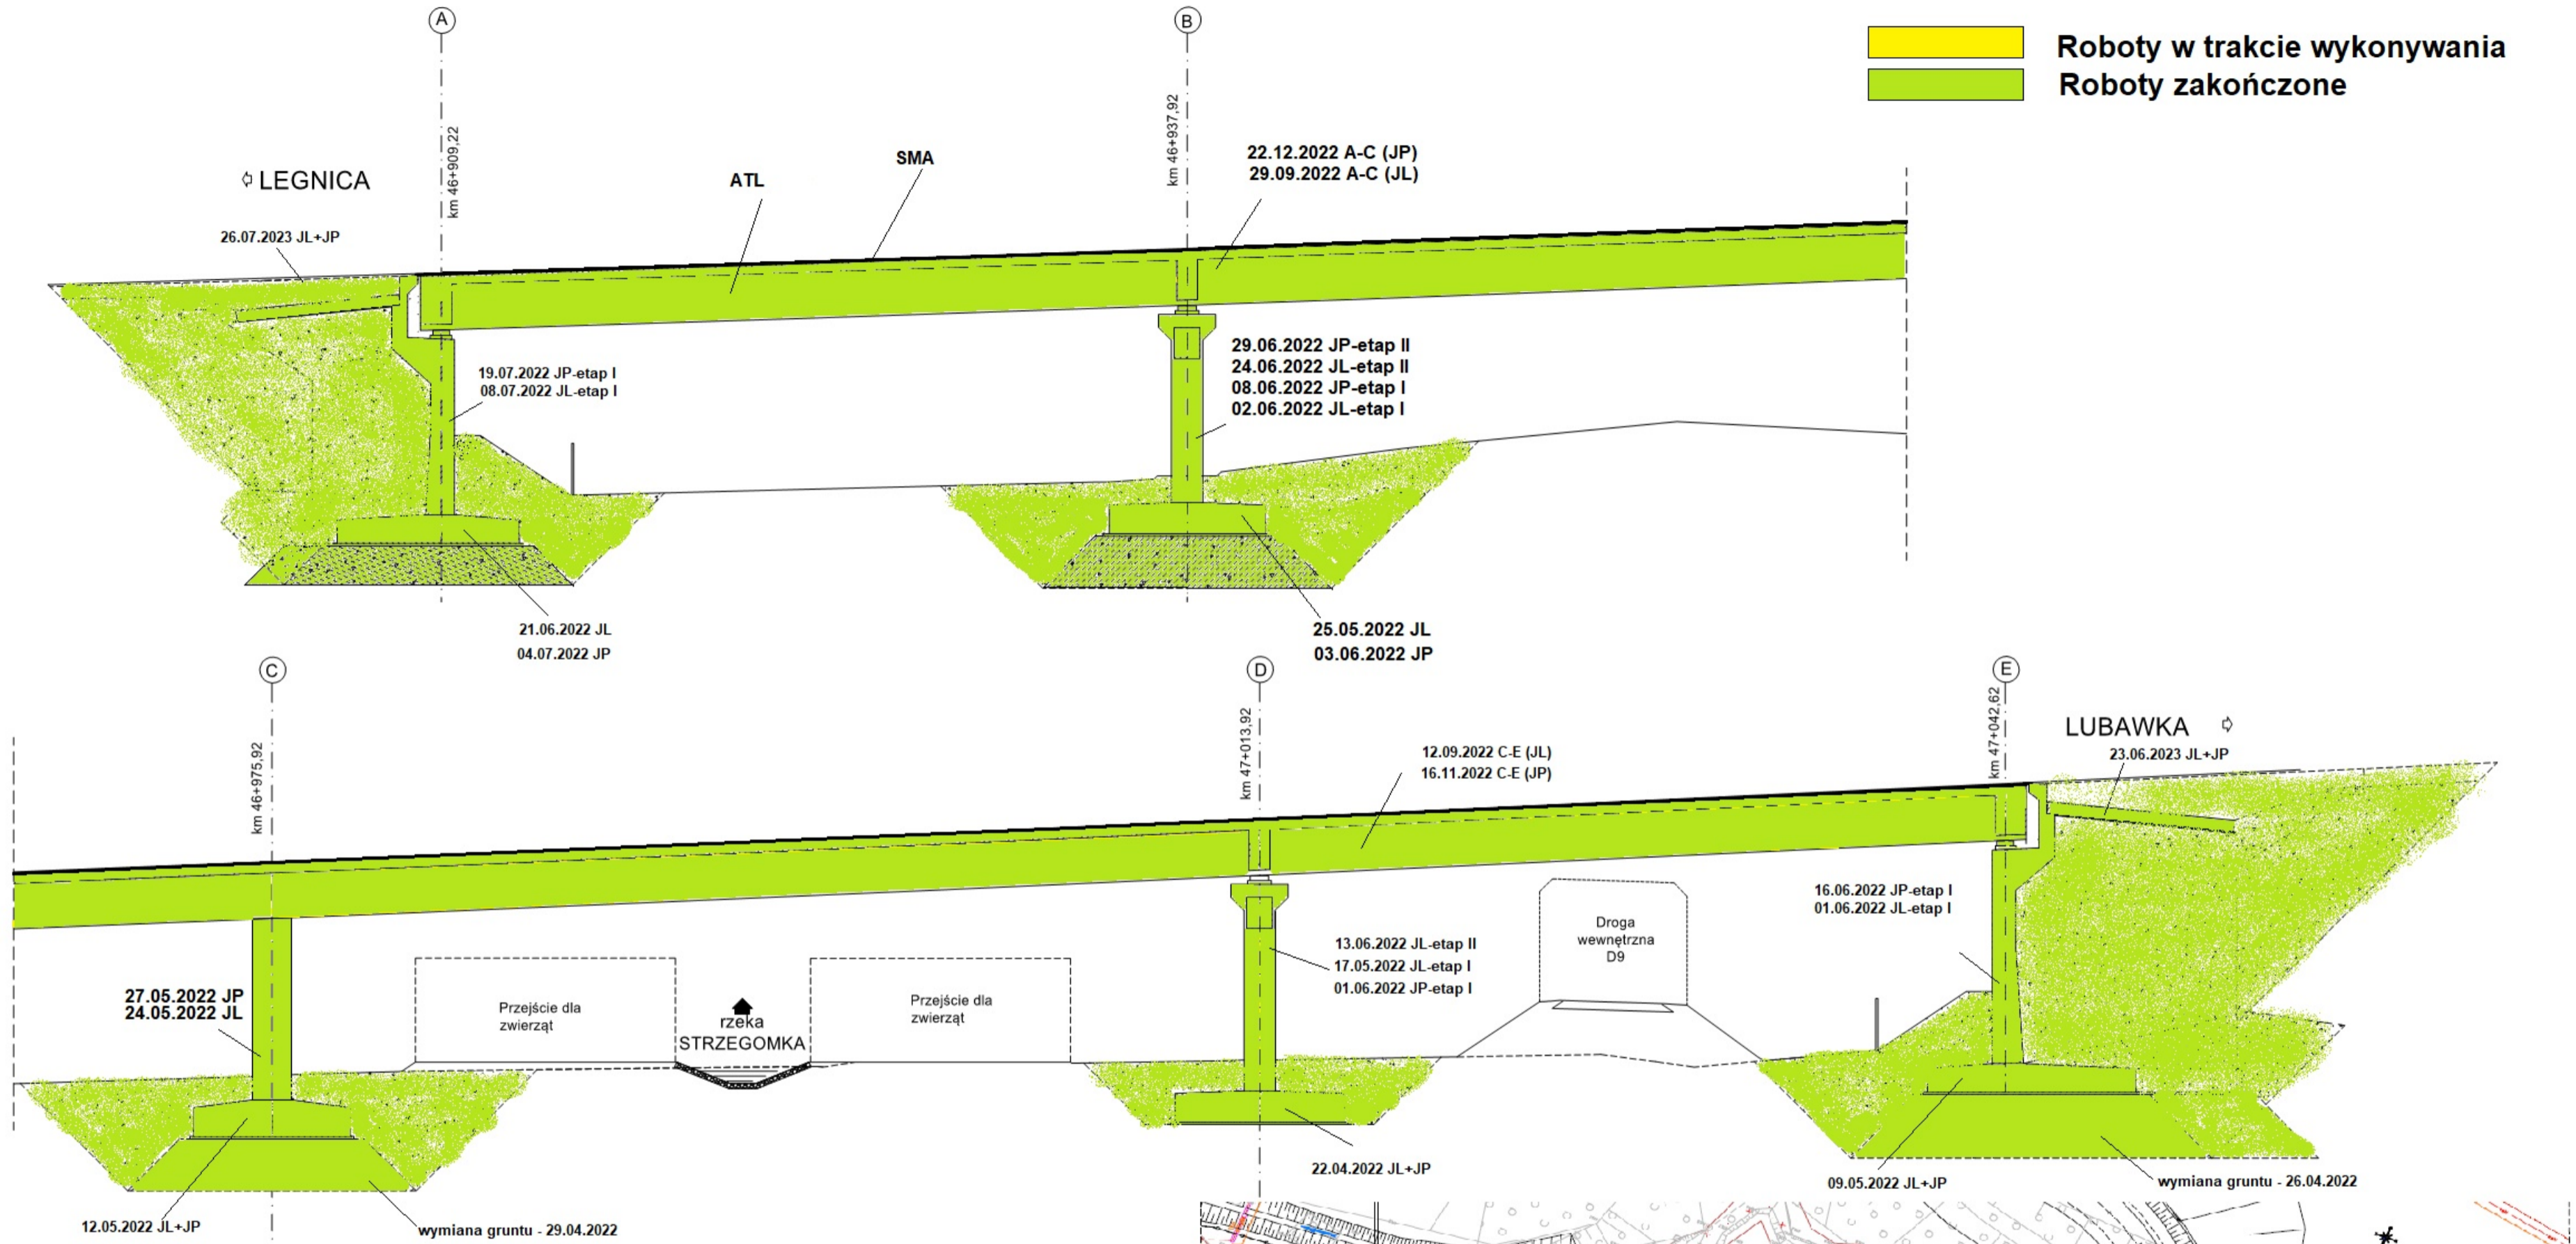 A
B
Roboty w trakcie wykonywania
Roboty zakończone
km 46+909,22
km 46+937,92
LEGNICA
ATL
SMA
22.12.2022 A-C (JP)
29.09.2022 A-C (JL)
26.07.2023 JL+JP
19.07.2022 JP-etap I
08.07.2022 JL-etap I
29.06.2022 JP-etap II
24.06.2022 JL-etap II
08.06.2022 JP-etap I
02.06.2022 JL-etap I
21.06.2022 JL
04.07.2022 JP
25.05.2022 JL
03.06.2022 JP
C
D
E
km 46+975,92
km 47+013,92
km 47+042,62
LUBAWKA
23.06.2023 JL+JP
12.09.2022 C-E (JL)
16.11.2022 C-E (JP)
16.06.2022 JP-etap I
01.06.2022 JL-etap I
Droga
wewnętrzna
D9
13.06.2022 JL-etap II
17.05.2022 JL-etap I
01.06.2022 JP-etap I
27.05.2022 JP
24.05.2022 JL
Przejście dla
zwierząt
rzeka
STRZEGOMKA
Przejście dla
zwierząt
22.04.2022 JL+JP
09.05.2022 JL+JP
wymiana gruntu - 26.04.2022
12.05.2022 JL+JP
wymiana gruntu - 29.04.2022